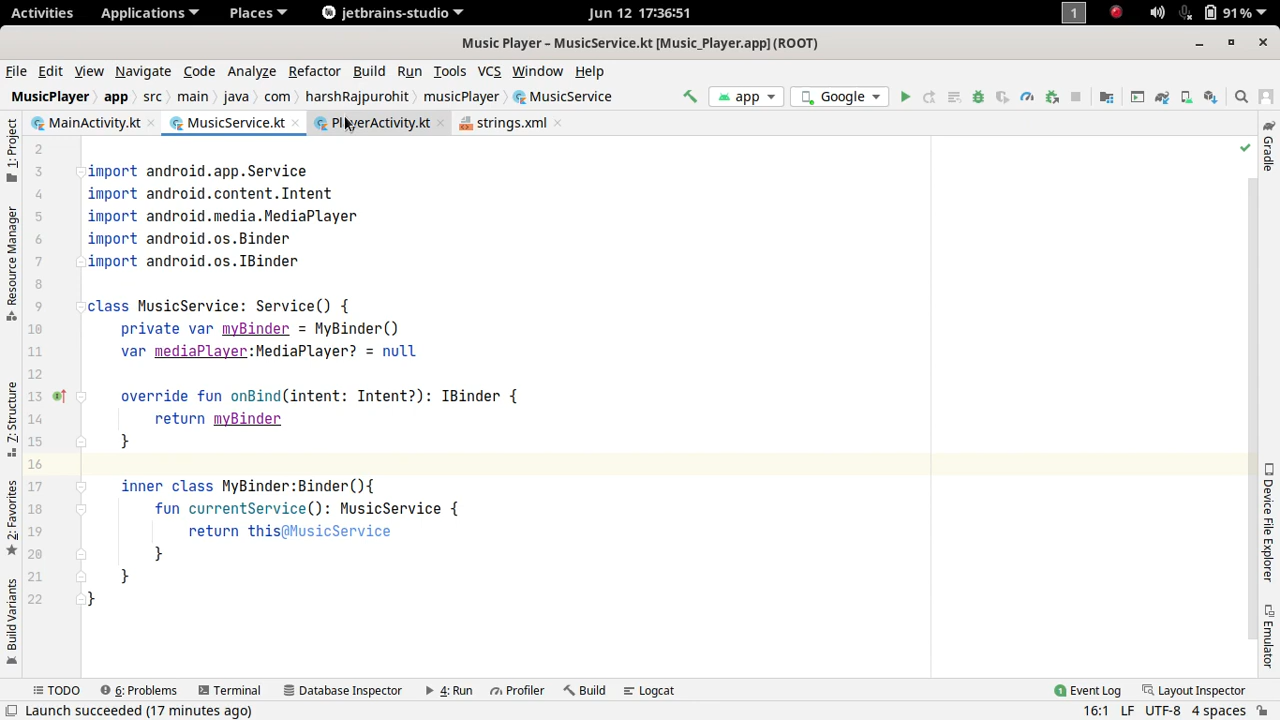 Activities Applications Places jetbrains-studio Jun 12 17:36:51 1 91%
Music Player – MusicService.kt [Music_Player.app] (ROOT)
File Edit View Navigate Code Analyze Refactor Build Run Tools VCS Window Help
MusicPlayer app src main java com harshRajpurohit musicPlayer MusicService app Google
MainActivity.kt MusicService.kt PlayerActivity.kt strings.xml
1: Project
Resource Manager
7: Structure
2: Favorites
Build Variants
2
3 import android.app.Service
4 import android.content.Intent
5 import android.media.MediaPlayer
6 import android.os.Binder
7 import android.os.IBinder
8
9 class MusicService: Service() {
10 private var myBinder = MyBinder()
11 var mediaPlayer:MediaPlayer? = null
12
13 override fun onBind(intent: Intent?): IBinder {
14 return myBinder
15 }
16
17 inner class MyBinder:Binder(){
18 fun currentService(): MusicService {
19 return this@MusicService
20 }
21 }
22 }
Gradle
Device File Explorer
Emulator
TODO 6: Problems Terminal Database Inspector 4: Run Profiler Build Logcat 1 Event Log Layout Inspector
Launch succeeded (17 minutes ago) 16:1 LF UTF-8 4 spaces